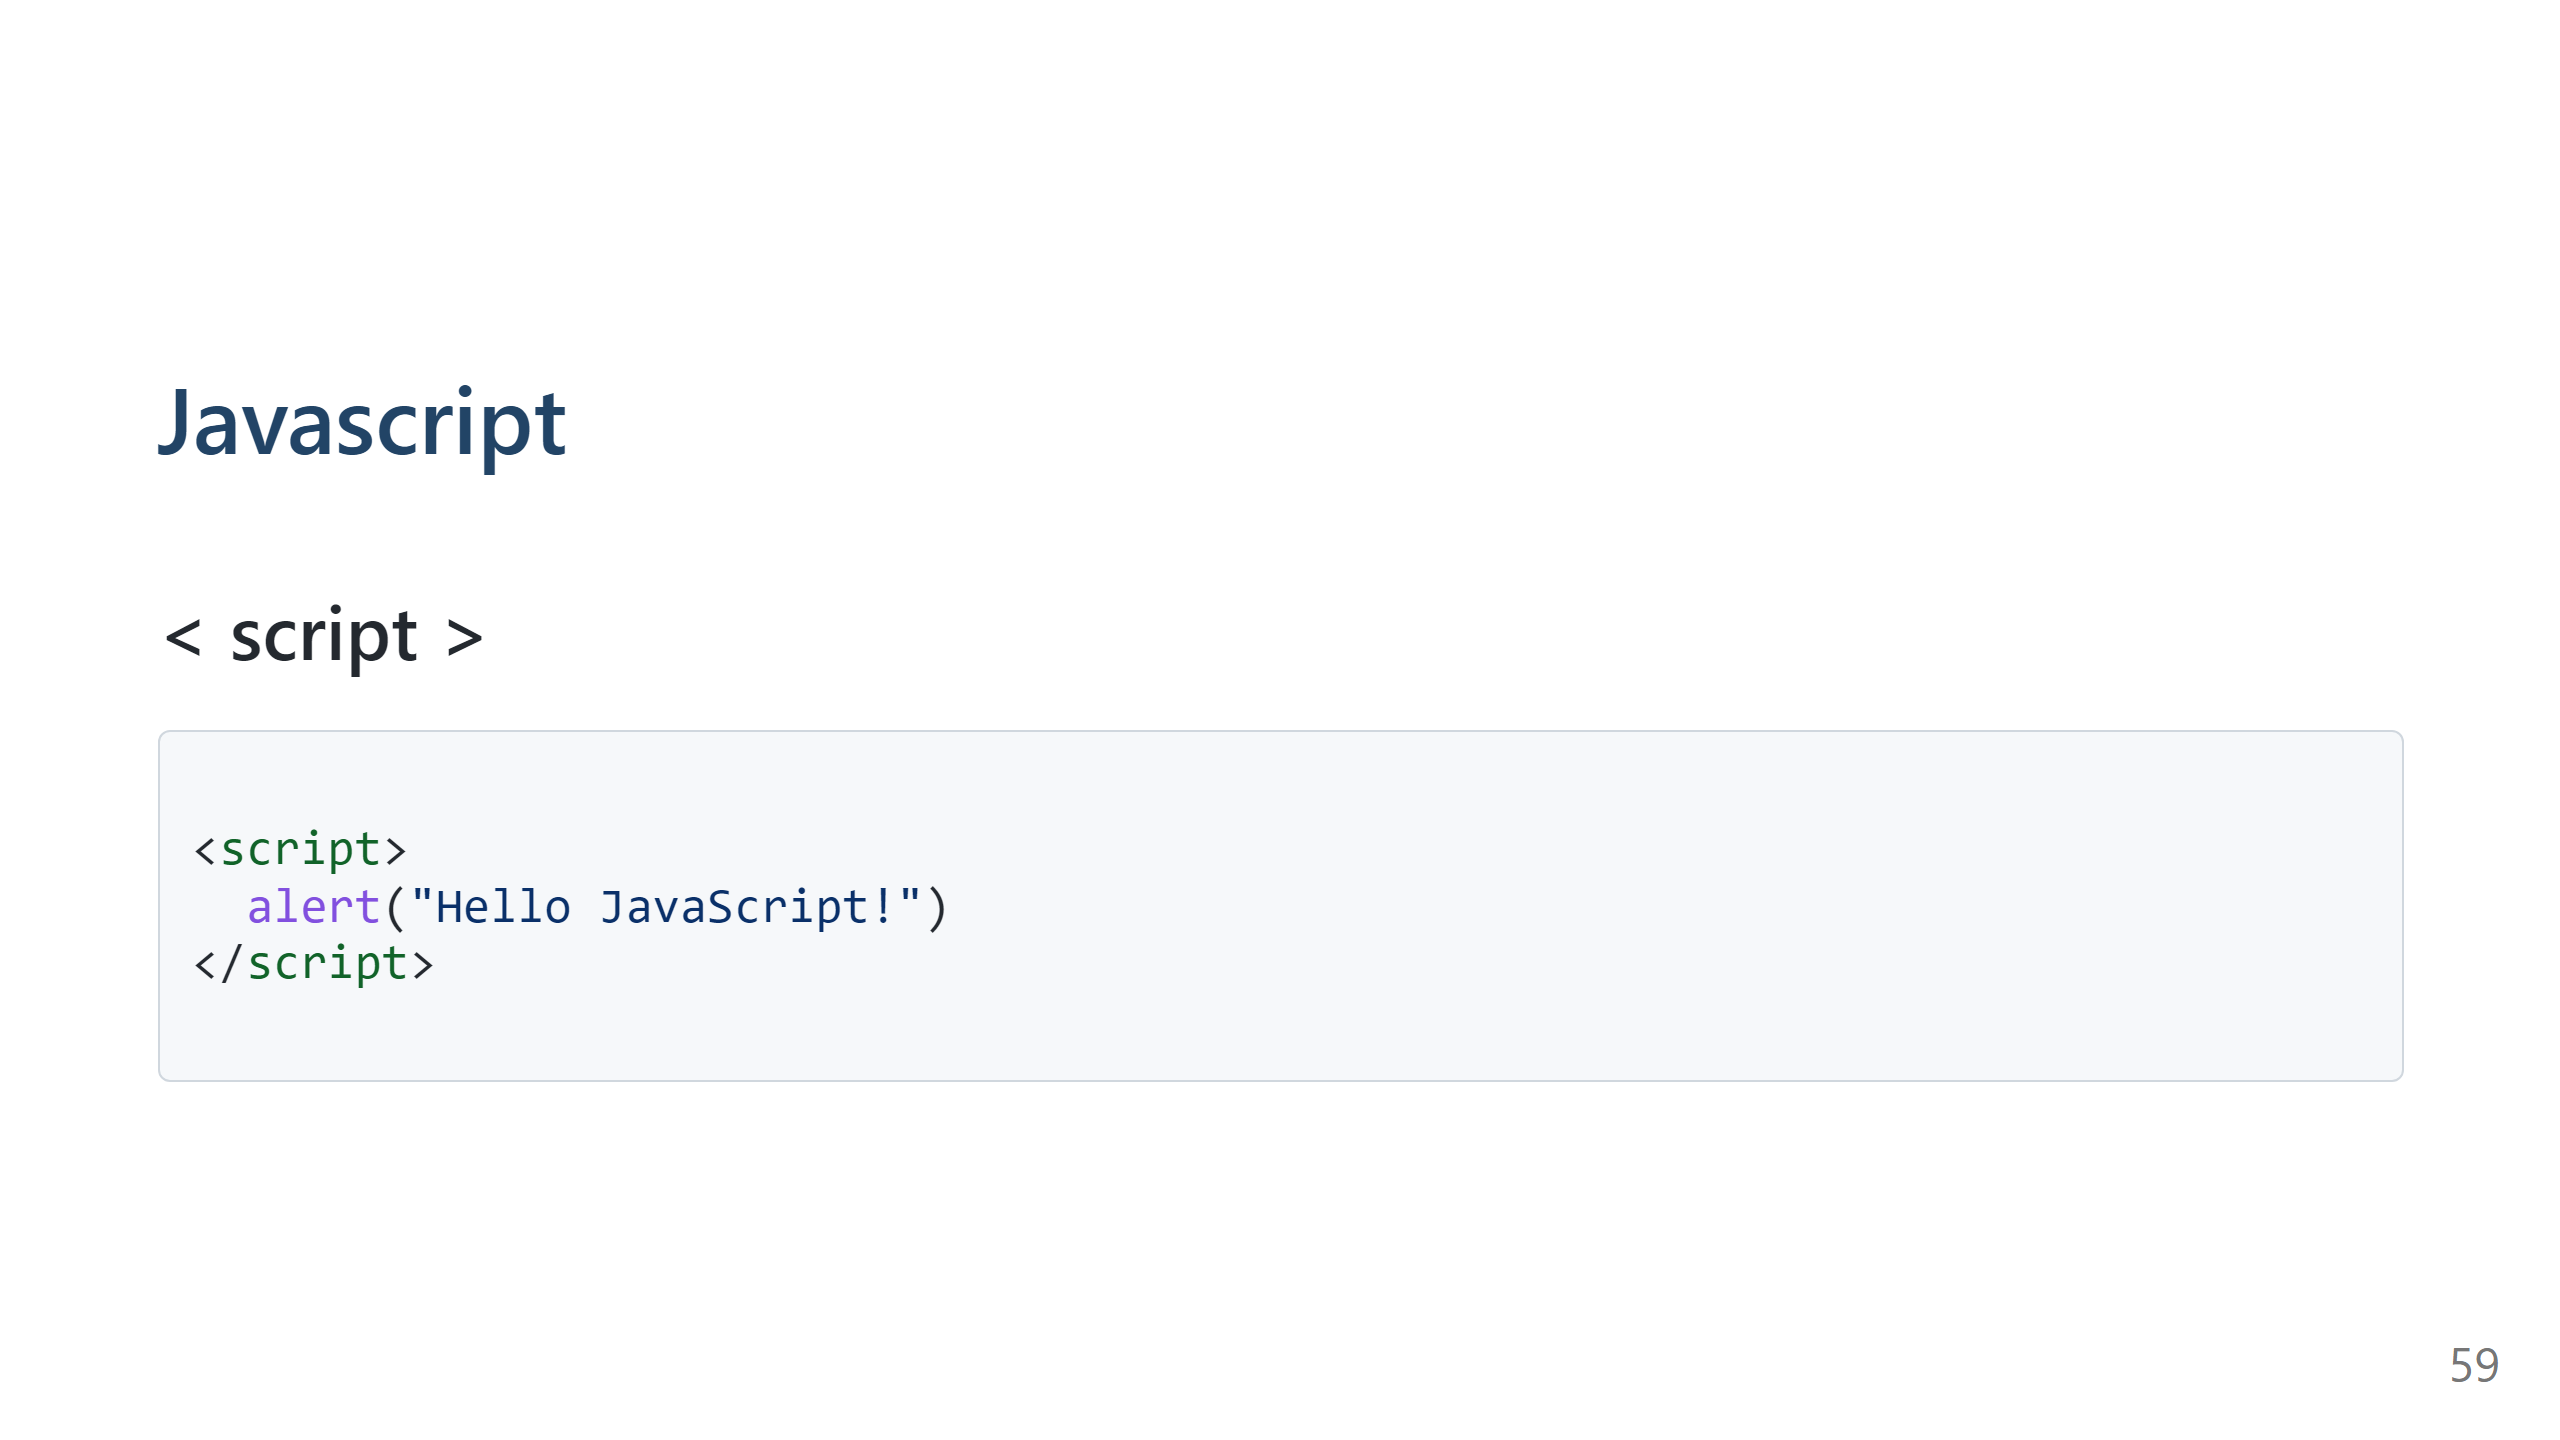 Javascript
< script >
<script>
  alert("Hello JavaScript!")
</script>
59